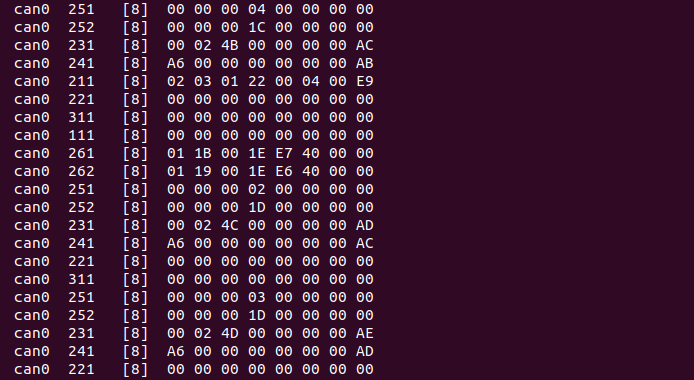 can0  251   [8]  00 00 00 04 00 00 00 00
can0  252   [8]  00 00 00 1C 00 00 00 00
can0  231   [8]  00 02 4B 00 00 00 00 AC
can0  241   [8]  A6 00 00 00 00 00 00 AB
can0  211   [8]  02 03 01 22 00 04 00 E9
can0  221   [8]  00 00 00 00 00 00 00 00
can0  311   [8]  00 00 00 00 00 00 00 00
can0  111   [8]  00 00 00 00 00 00 00 00
can0  261   [8]  01 1B 00 1E E7 40 00 00
can0  262   [8]  01 19 00 1E E6 40 00 00
can0  251   [8]  00 00 00 02 00 00 00 00
can0  252   [8]  00 00 00 1D 00 00 00 00
can0  231   [8]  00 02 4C 00 00 00 00 AD
can0  241   [8]  A6 00 00 00 00 00 00 AC
can0  221   [8]  00 00 00 00 00 00 00 00
can0  311   [8]  00 00 00 00 00 00 00 00
can0  251   [8]  00 00 00 03 00 00 00 00
can0  252   [8]  00 00 00 1D 00 00 00 00
can0  231   [8]  00 02 4D 00 00 00 00 AE
can0  241   [8]  A6 00 00 00 00 00 00 AD
can0  221   [8]  00 00 00 00 00 00 00 00